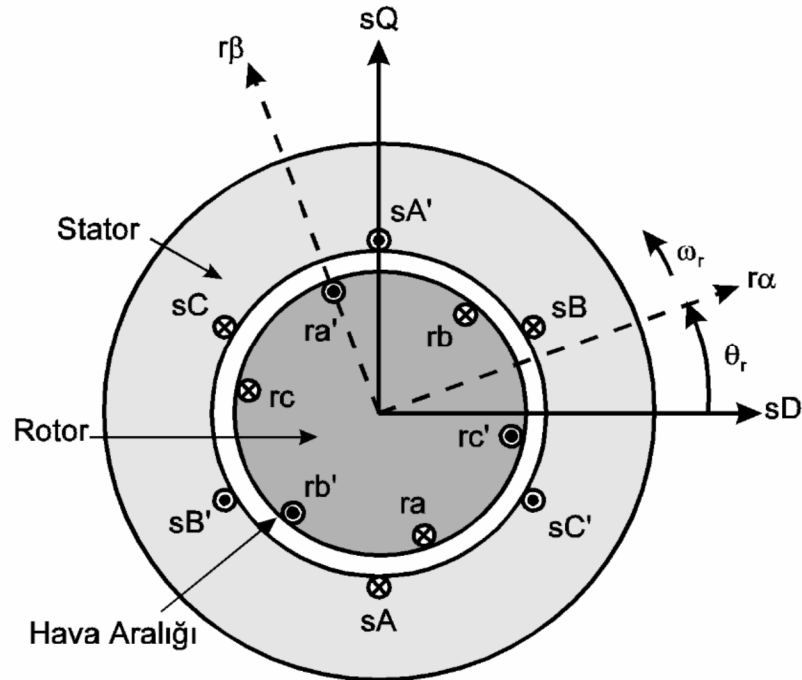 sQ
rβ
sA'
Stator
ωr
rα
sC
sB
ra'
rb
θr
rc
sD
Rotor
rc'
rb'
ra
sB'
sC'
sA
Hava Aralığı